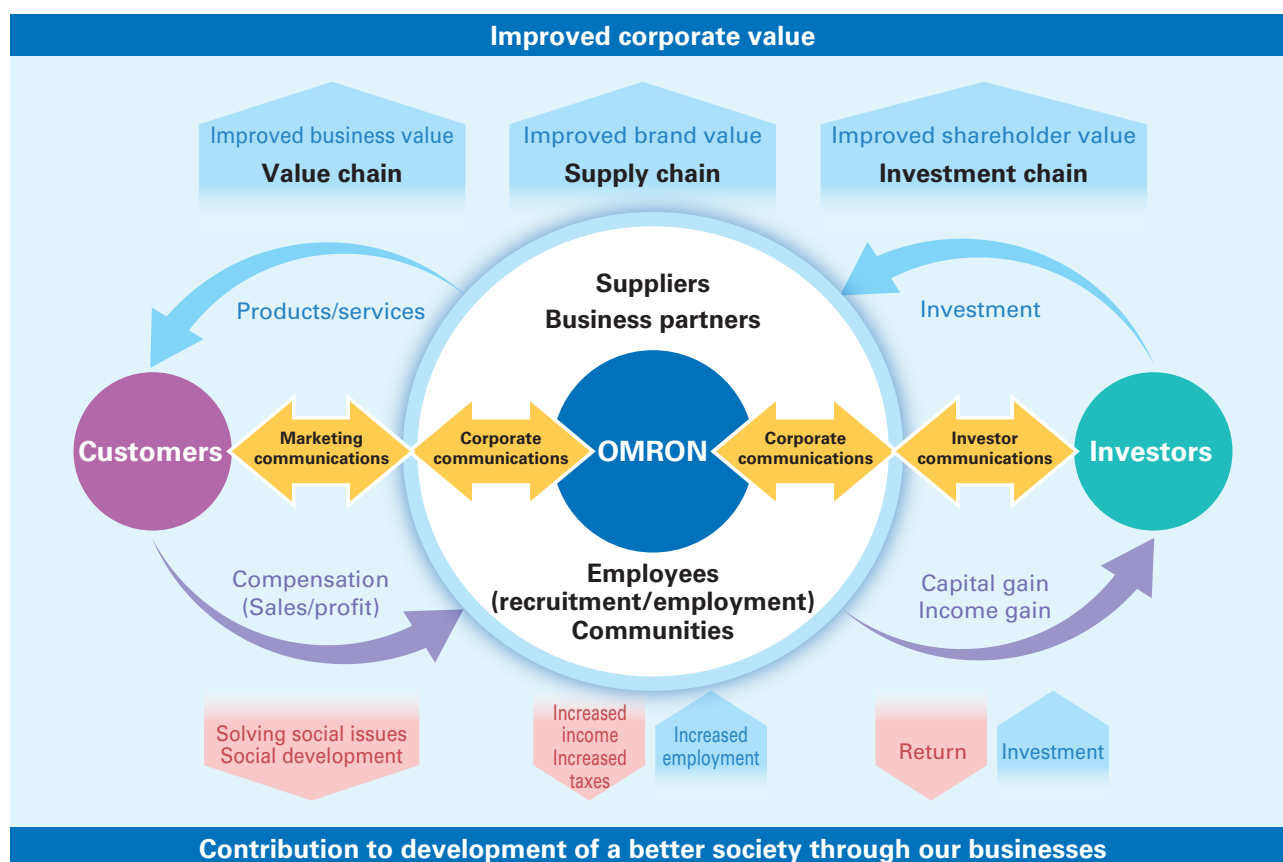 Improved corporate value
Improved business value
Value chain
Improved brand value
Supply chain
Improved shareholder value
Investment chain
Products/services
Suppliers
Business partners
Investment
Customers
Marketing
communications
Corporate
communications
OMRON
Corporate
communications
Investor
communications
Investors
Compensation
(Sales/profit)
Employees
(recruitment/employment)
Communities
Capital gain
Income gain
Solving social issues
Social development
Increased
income
Increased
taxes
Increased
employment
Return
Investment
Contribution to development of a better society through our businesses